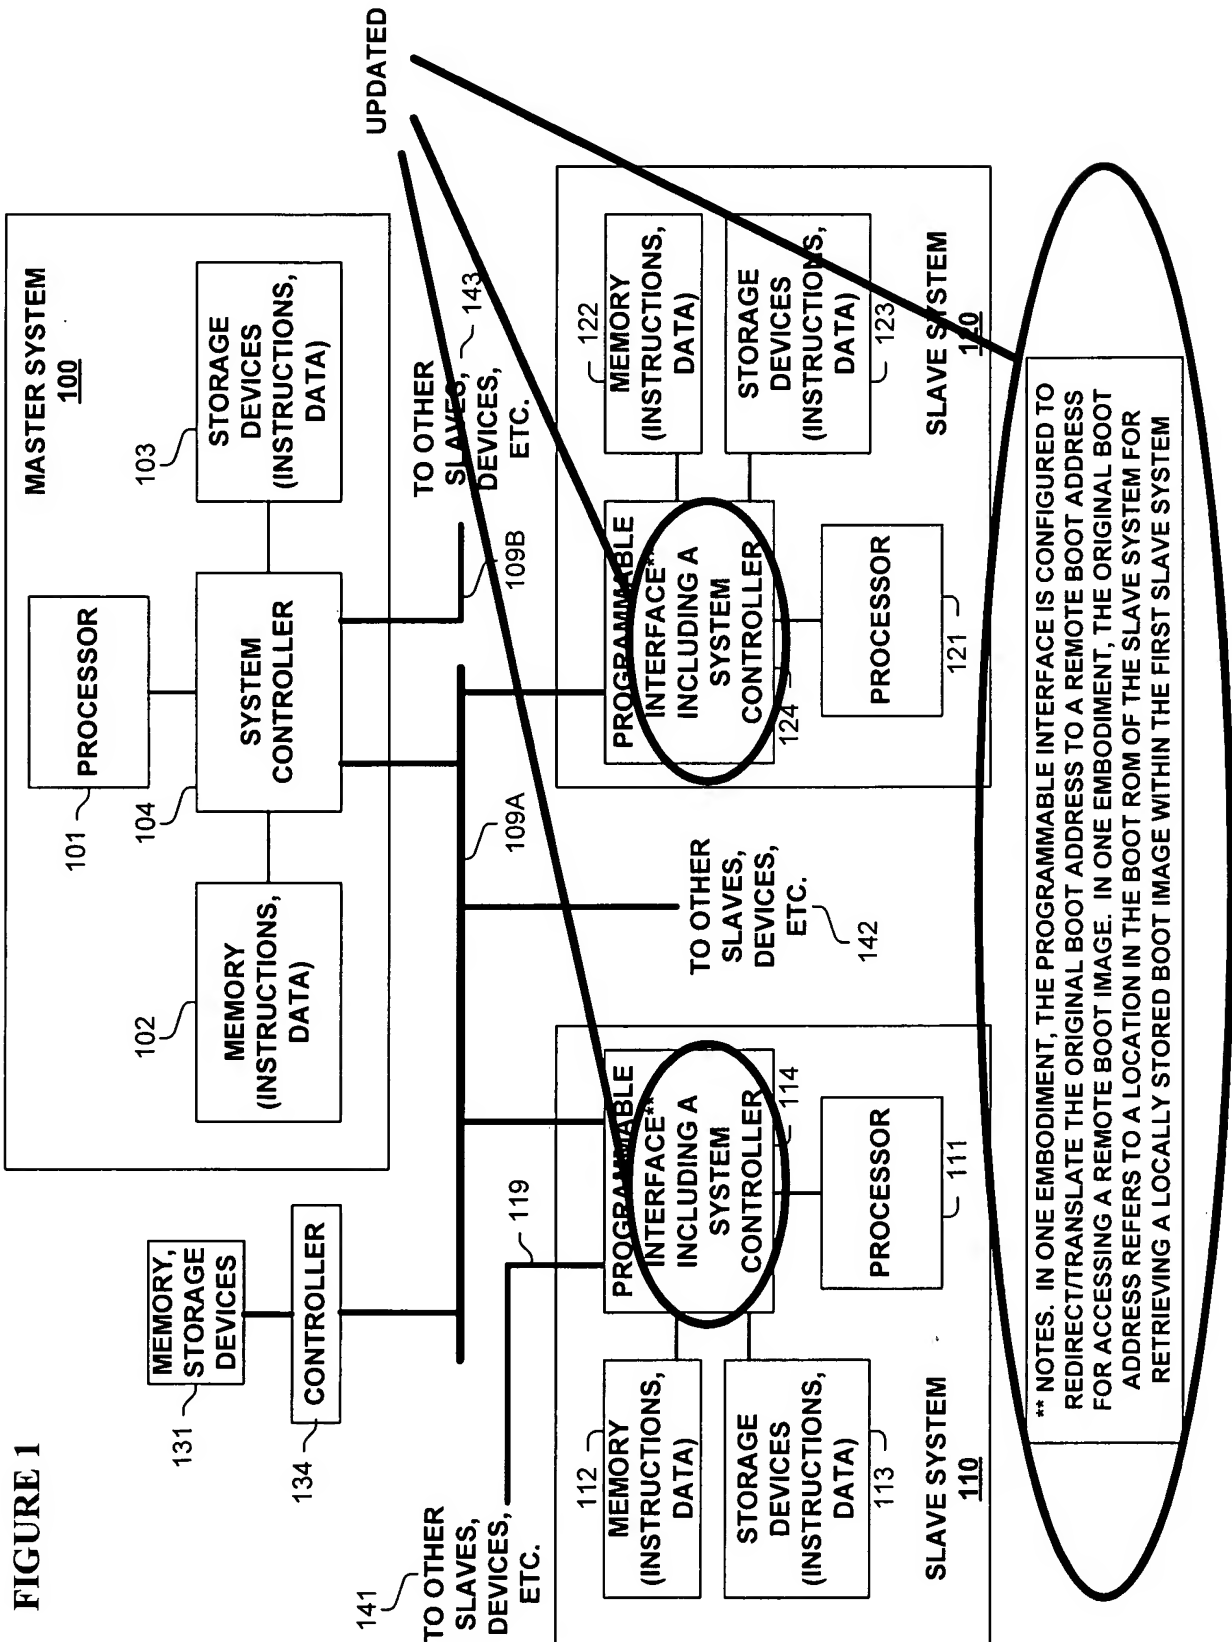 FIGURE 1
MASTER SYSTEM
100
PROCESSOR
101
102
MEMORY
(INSTRUCTIONS,
DATA)
104
SYSTEM
CONTROLLER
103
STORAGE
DEVICES
(INSTRUCTIONS,
DATA)
131
MEMORY,
STORAGE
DEVICES
134
CONTROLLER
109A
109B
UPDATED
141
TO OTHER
SLAVES,
DEVICES,
ETC.
119
TO OTHER
SLAVES,
DEVICES,
ETC.
142
TO OTHER
SLAVES,
DEVICES,
ETC.
143
112
MEMORY
(INSTRUCTIONS,
DATA)
STORAGE
DEVICES
(INSTRUCTIONS,
DATA)
113
PROGRAMMABLE
INTERFACE**
INCLUDING A
SYSTEM
CONTROLLER
114
PROCESSOR
111
SLAVE SYSTEM
110
PROGRAMMABLE
INTERFACE**
INCLUDING A
SYSTEM
CONTROLLER
124
PROCESSOR
121
122
MEMORY
(INSTRUCTIONS,
DATA)
STORAGE
DEVICES
(INSTRUCTIONS,
DATA)
123
SLAVE SYSTEM
120
** NOTES. IN ONE EMBODIMENT, THE PROGRAMMABLE INTERFACE IS CONFIGURED TO
REDIRECT/TRANSLATE THE ORIGINAL BOOT ADDRESS TO A REMOTE BOOT ADDRESS
FOR ACCESSING A REMOTE BOOT IMAGE. IN ONE EMBODIMENT, THE ORIGINAL BOOT
ADDRESS REFERS TO A LOCATION IN THE BOOT ROM OF THE SLAVE SYSTEM FOR
RETRIEVING A LOCALLY STORED BOOT IMAGE WITHIN THE FIRST SLAVE SYSTEM